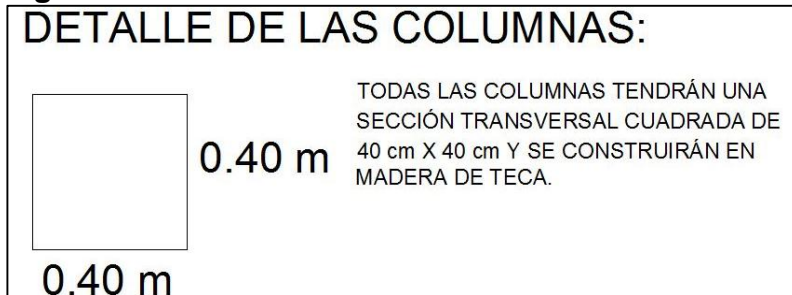 DETALLE DE LAS COLUMNAS:
TODAS LAS COLUMNAS TENDRÁN UNA
SECCIÓN TRANSVERSAL CUADRADA DE
0.40 m
40 cm X 40 cm Y SE CONSTRUIRÁN EN
MADERA DE TECA.
0.40 m